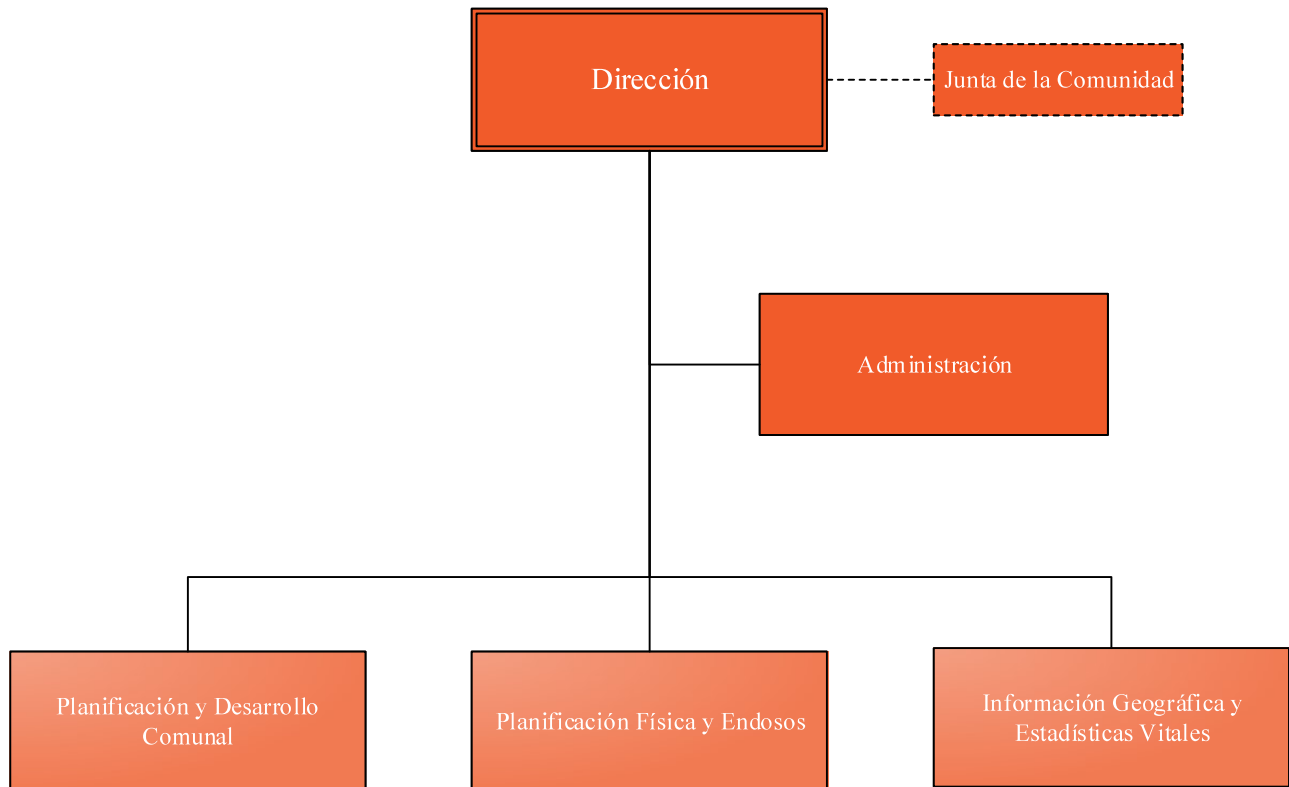 Dirección
Junta de la Comunidad
Administración
Planificación y Desarrollo
Comunal
Planificación Física y Endosos
Información Geográfica y
Estadísticas Vitales